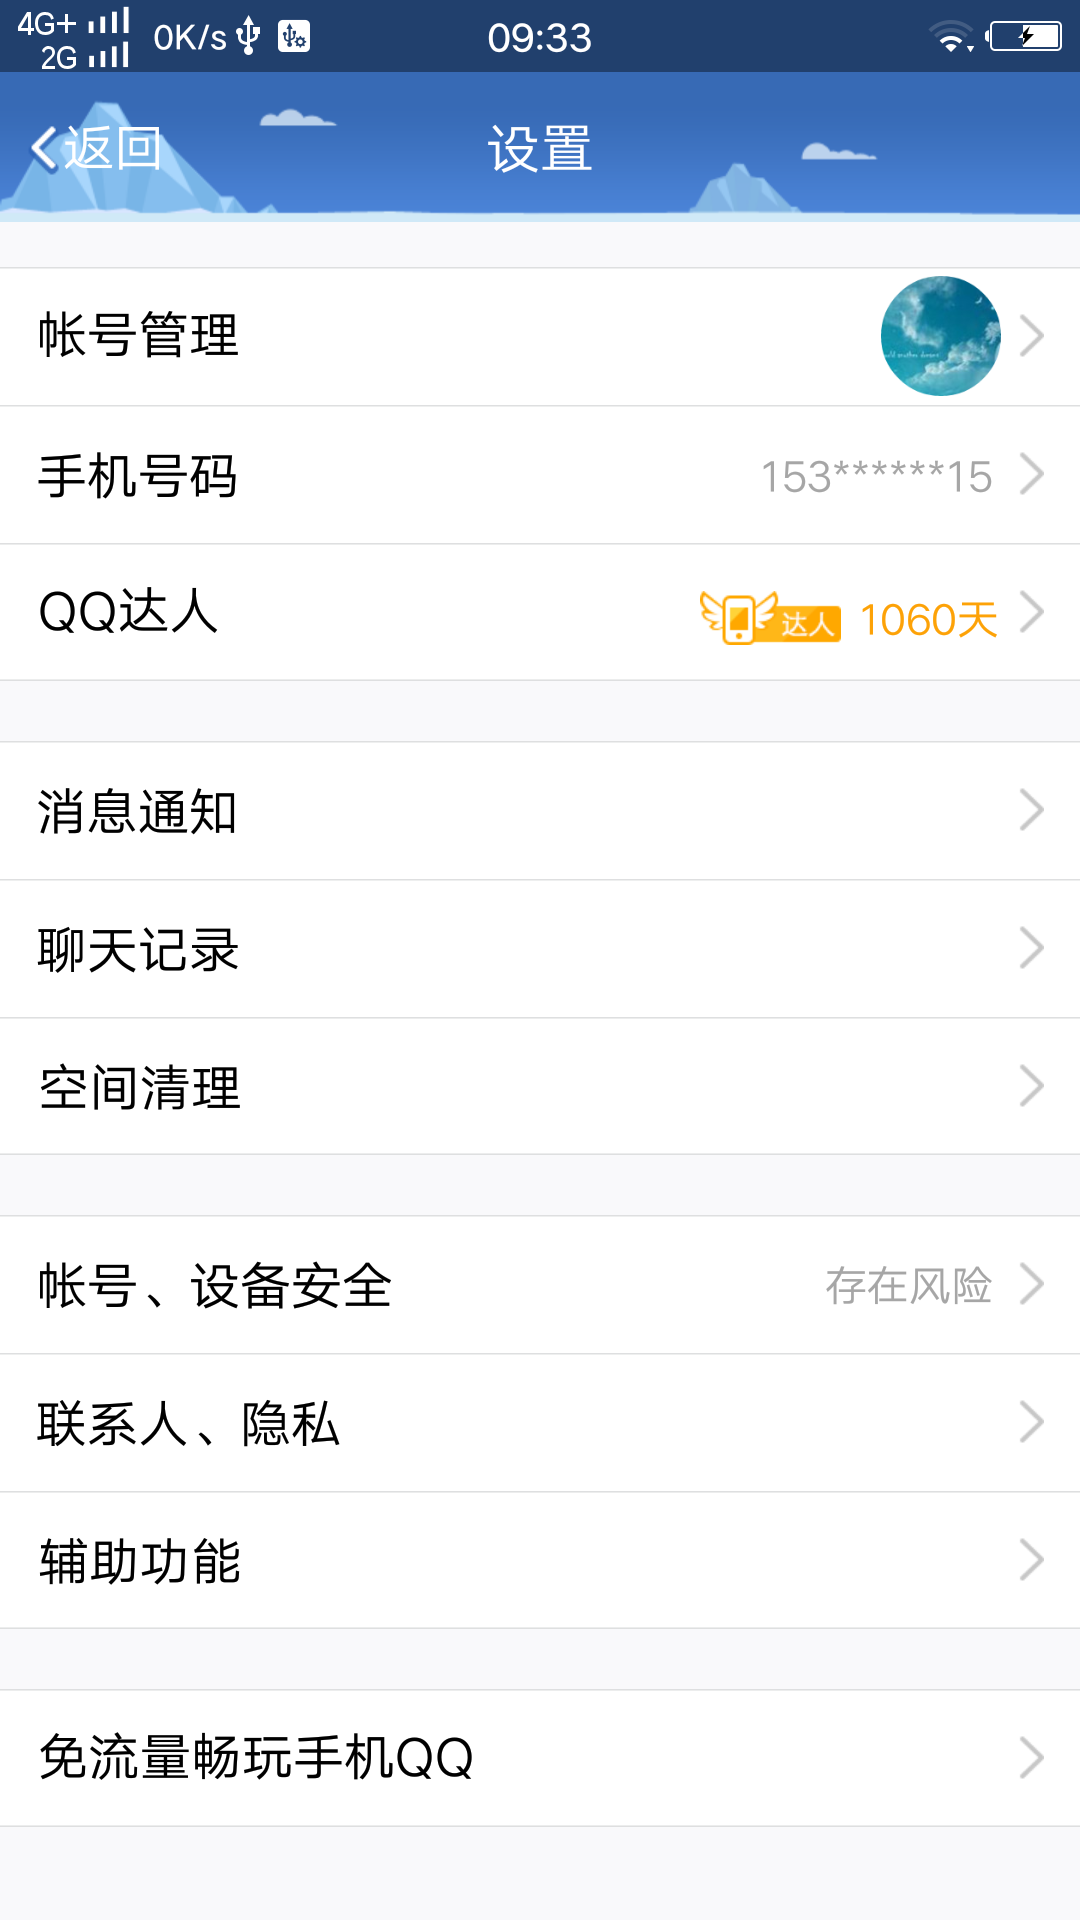 4G+ 0K/s 09:33
2G
返回 设置
帐号管理
手机号码 153******15
QQ达人 达人 1060天
消息通知
聊天记录
空间清理
帐号、设备安全 存在风险
联系人、隐私
辅助功能
免流量畅玩手机QQ